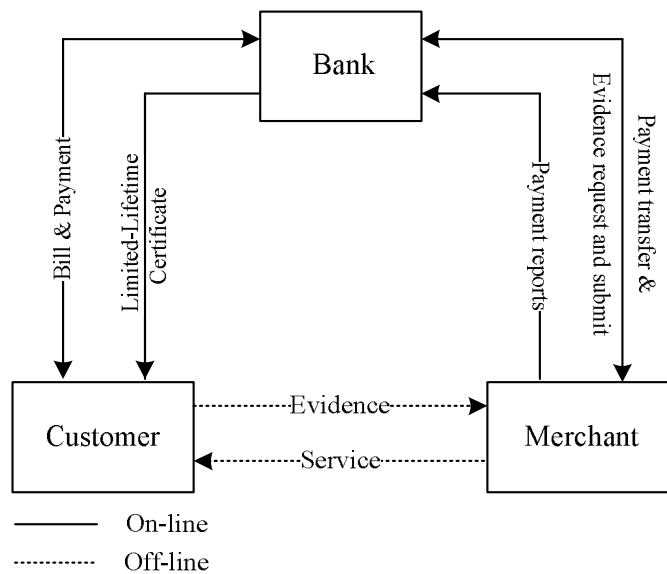 Bank
Bill & Payment
Limited-Lifetime
Certificate
Payment reports
Evidence request and submit
Payment transfer &
Customer
Evidence
Service
Merchant
On-line
Off-line